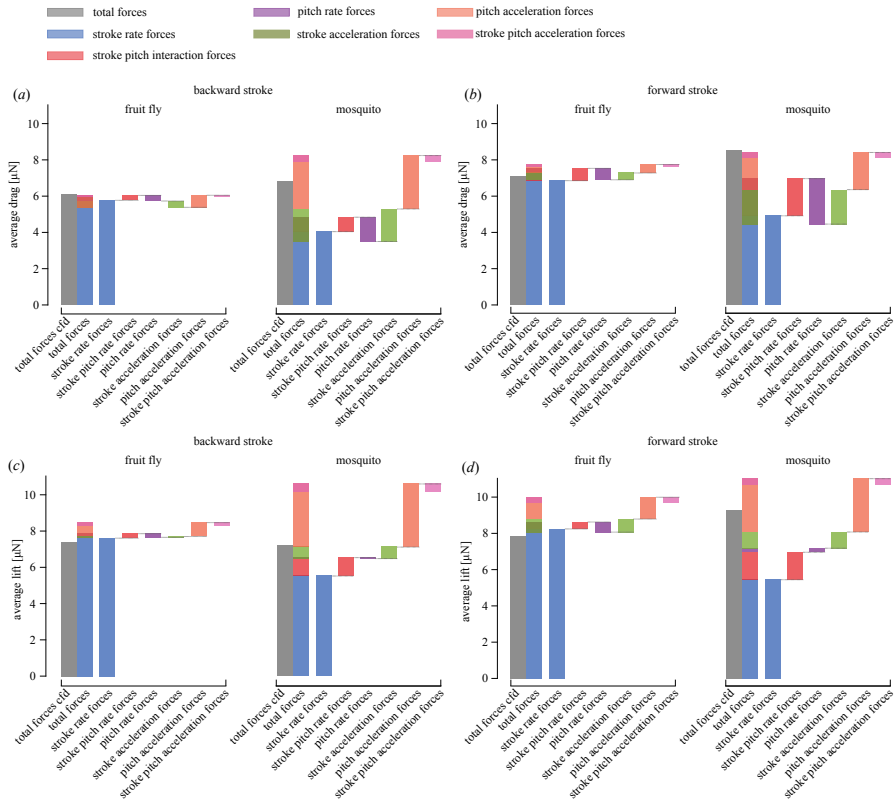 total forces
pitch rate forces
pitch acceleration forces
stroke rate forces
stroke acceleration forces
stroke pitch acceleration forces
stroke pitch interaction forces
(a)
backward stroke
fruit fly
mosquito
average drag [µN]
10
8
6
4
2
0
total forces cfd
total forces
stroke rate forces
stroke pitch rate forces
pitch rate forces
stroke acceleration forces
pitch acceleration forces
stroke pitch acceleration forces
total forces cfd
total forces
stroke rate forces
stroke pitch rate forces
pitch rate forces
stroke acceleration forces
pitch acceleration forces
stroke pitch acceleration forces
(b)
forward stroke
fruit fly
mosquito
10
8
6
4
2
0
total forces cfd
total forces
stroke rate forces
stroke pitch rate forces
pitch rate forces
stroke acceleration forces
pitch acceleration forces
stroke pitch acceleration forces
total forces cfd
total forces
stroke rate forces
stroke pitch rate forces
pitch rate forces
stroke acceleration forces
pitch acceleration forces
stroke pitch acceleration forces
(c)
backward stroke
fruit fly
mosquito
average lift [µN]
10
8
6
4
2
0
total forces cfd
total forces
stroke rate forces
stroke pitch rate forces
pitch rate forces
stroke acceleration forces
pitch acceleration forces
stroke pitch acceleration forces
total forces cfd
total forces
stroke rate forces
stroke pitch rate forces
pitch rate forces
stroke acceleration forces
pitch acceleration forces
stroke pitch acceleration forces
(d)
forward stroke
fruit fly
mosquito
average lift [µN]
10
8
6
4
2
0
total forces cfd
total forces
stroke rate forces
stroke pitch rate forces
pitch rate forces
stroke acceleration forces
pitch acceleration forces
stroke pitch acceleration forces
total forces cfd
total forces
stroke rate forces
stroke pitch rate forces
pitch rate forces
stroke acceleration forces
pitch acceleration forces
stroke pitch acceleration forces